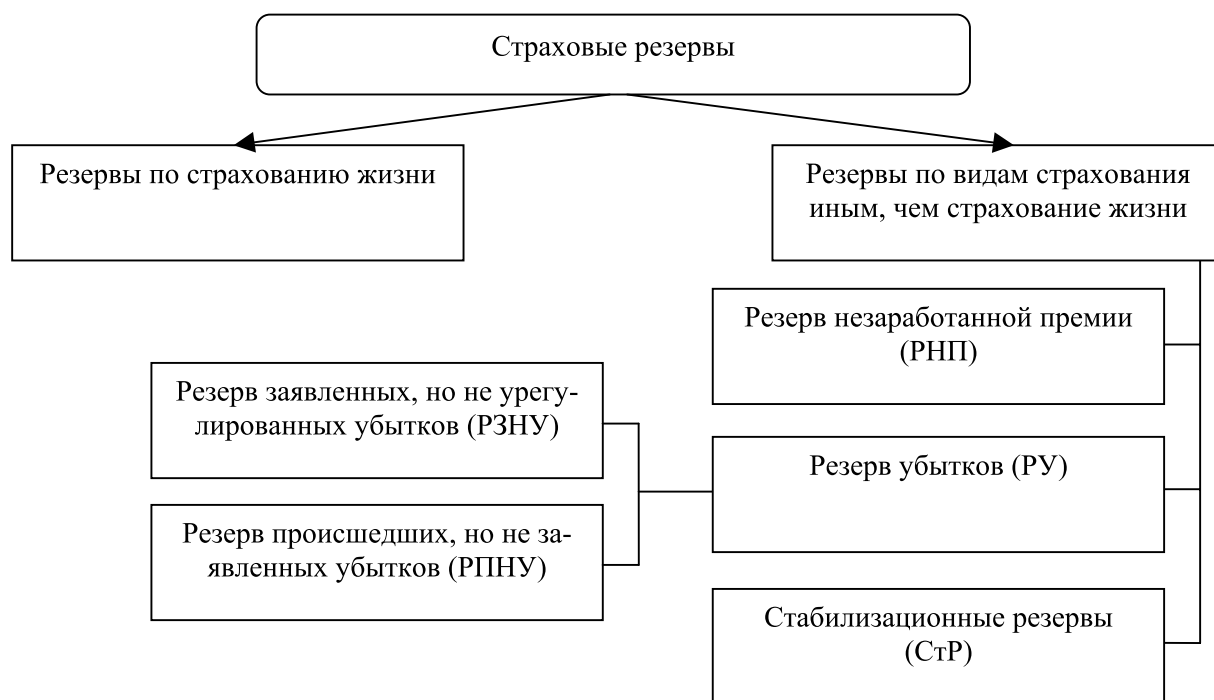 Страховые резервы
Резервы по страхованию жизни
Резервы по видам страхования
иным, чем страхование жизни
Резерв незаработанной премии
(РНП)
Резерв заявленных, но не урегу-
лированных убытков (РЗНУ)
Резерв убытков (РУ)
Резерв происшедших, но не за-
явленных убытков (РПНУ)
Стабилизационные резервы
(СтР)